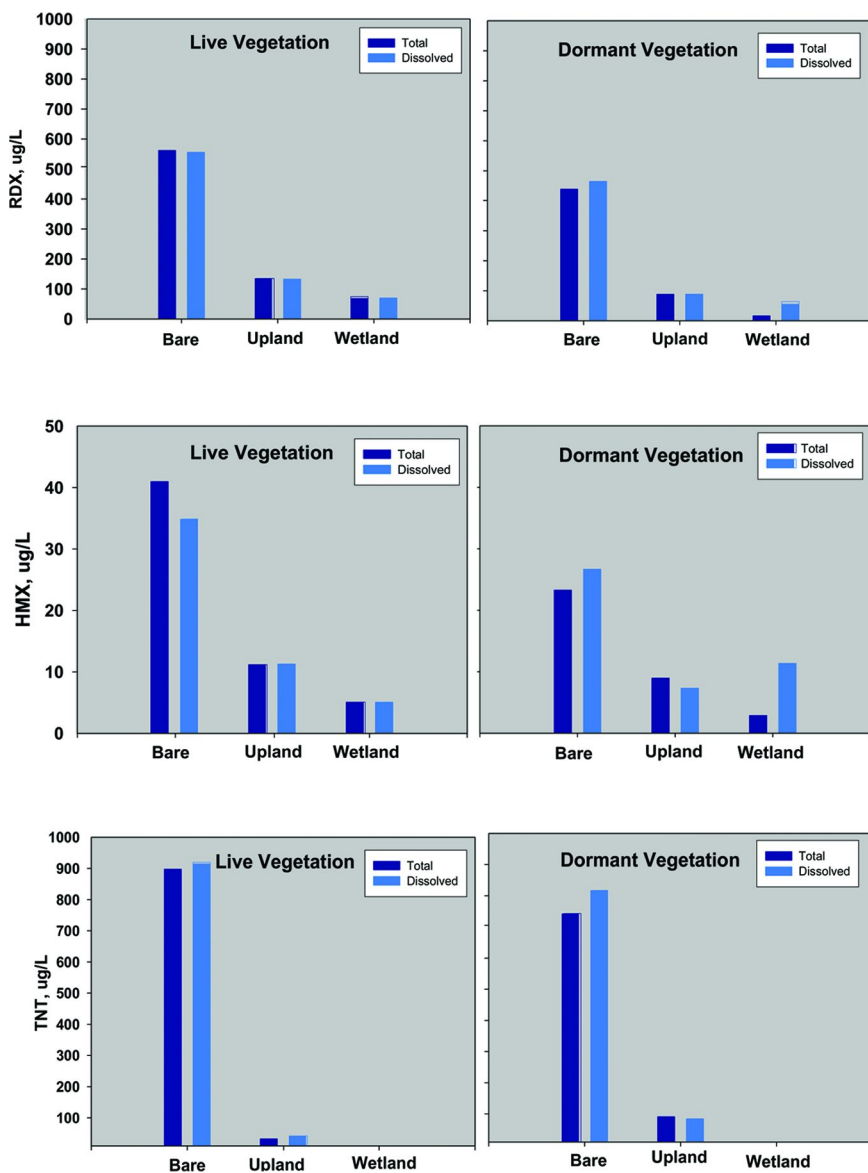 Live Vegetation
Total
Dissolved
RDX, ug/L
1000
900
800
700
600
500
400
300
200
100
0
Bare Upland Wetland
Dormant Vegetation
Total
Dissolved
Bare Upland Wetland
Live Vegetation
Total
Dissolved
HMX, ug/L
50
40
30
20
10
0
Bare Upland Wetland
Dormant Vegetation
Total
Dissolved
Bare Upland Wetland
Live Vegetation
Total
Dissolved
TNT, ug/L
1000
900
800
700
600
500
400
300
200
100
Bare Upland Wetland
Dormant Vegetation
Total
Dissolved
Bare Upland Wetland